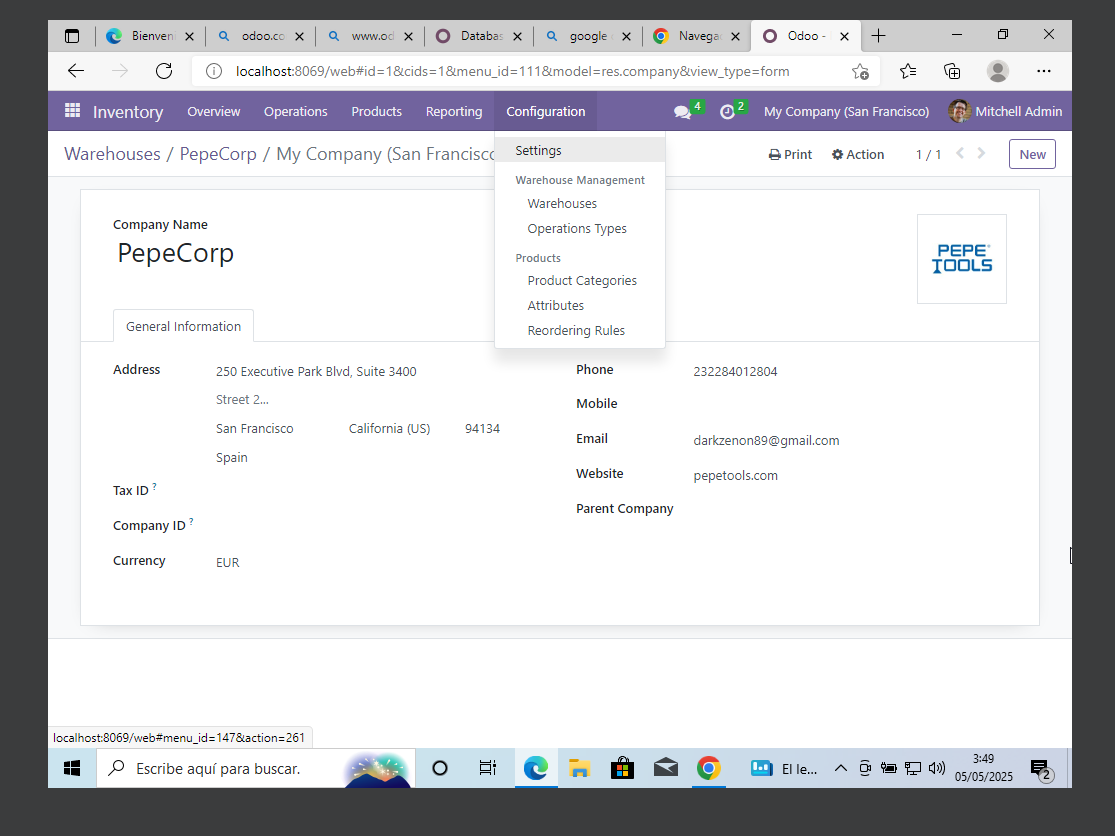 Bienven
odoo.co
www.od
Databas
google
Navega
Odoo -
localhost:8069/web#id=1&cids=1&menu_id=111&model=res.company&view_type=form
Inventory
Overview
Operations
Products
Reporting
Configuration
4
2
My Company (San Francisco)
Mitchell Admin
Warehouses / PepeCorp / My Company (San Francisco
Print
Action
1 / 1
New
Settings
Warehouse Management
Warehouses
Operations Types
Products
Product Categories
Attributes
Reordering Rules
Company Name
PepeCorp
PEPE
TOOLS
General Information
Address
250 Executive Park Blvd, Suite 3400
Street 2...
San Francisco California (US) 94134
Spain
Tax ID ?
Company ID ?
Currency EUR
Phone 232284012804
Mobile
Email darkzenon89@gmail.com
Website pepetools.com
Parent Company
localhost:8069/web#menu_id=147&action=261
Escribe aquí para buscar.
El le...
3:49
05/05/2025
2